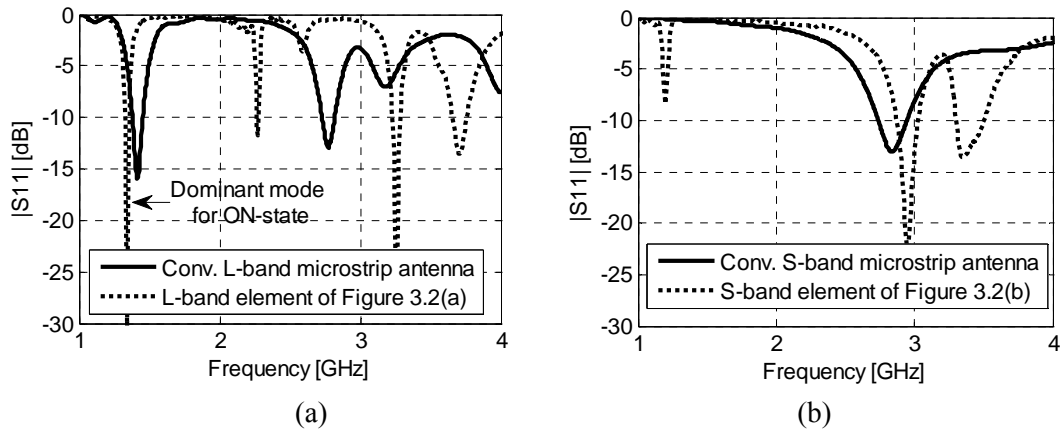 0
-5
-10
-15
-20
-25
-30
|S11| [dB]
Dominant mode
for ON-state
Conv. L-band microstrip antenna
L-band element of Figure 3.2(a)
1 2 3 4
Frequency [GHz]
(a)
0
-5
-10
-15
-20
-25
-30
|S11| [dB]
Conv. S-band microstrip antenna
S-band element of Figure 3.2(b)
1 2 3 4
Frequency [GHz]
(b)